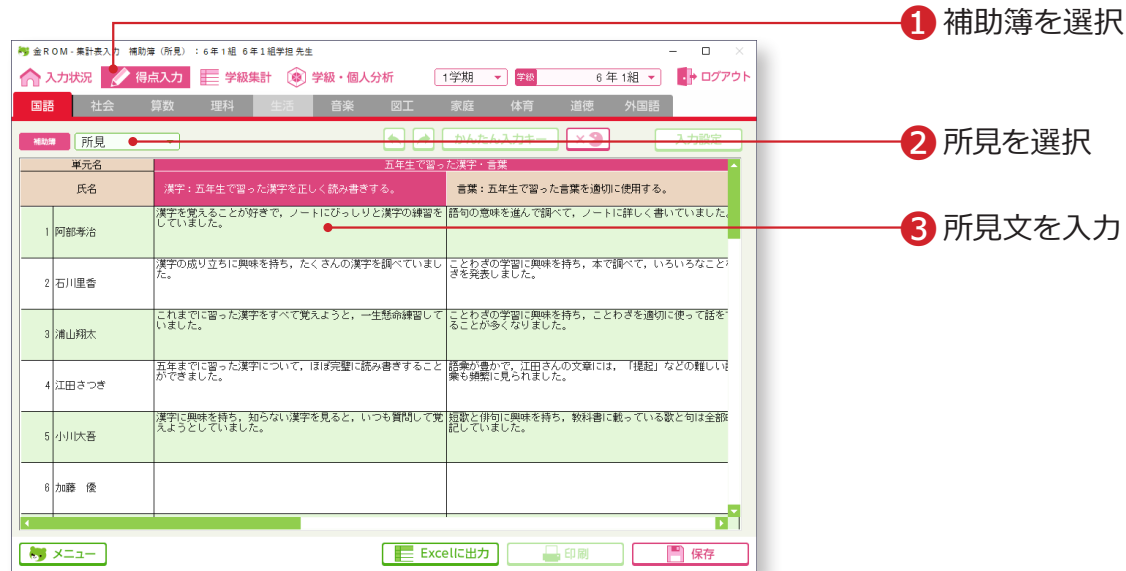 1 補助簿を選択
金ROM-集計表入力 補助簿（所見）：6年1組 6年1組学担先生
入力状況 得点入力 学級集計 学級・個人分析 1学期 学級 6年1組 ログアウト
国語 社会 算数 理科 生活 音楽 図工 家庭 体育 道徳 外国語
補助簿 所見 かんたん入力キー × 入力設定
2 所見を選択
単元名 五年生で習った漢字・言葉
氏名 漢字：五年生で習った漢字を正しく読み書きする。 言葉：五年生で習った言葉を適切に使用する。
3 所見文を入力
1 阿部孝治 漢字を覚えることが好きで，ノートにびっしりと漢字の練習を 語句の意味を進んで調べて，ノートに詳しく書いていました。
していました。
2 石川里香 漢字の成り立ちに興味を持ち，たくさんの漢字を調べていまし ことわざの学習に興味を持ち，本で調べて，いろいろなこと
た。 ざを発表しました。
3 浦山翔太 これまでに習った漢字をすべて覚えようと，一生懸命練習して ことわざの学習に興味を持ち，ことわざを適切に使って話を
いました。 ることが多くなりました。
4 江田さつき 五年までに習った漢字について，ほぼ完璧に読み書きすること 語彙が豊かで，江田さんの文章には，「提起」などの難しい
ができました。 彙も頻繁に見られました。
5 小川大吾 漢字に興味を持ち，知らない漢字を見ると，いつも質問して覚 短歌と俳句に興味を持ち，教科書に載っている歌と句は全部
えようとしていました。 記していました。
6 加藤 優
メニュー Excelに出力 印刷 保存